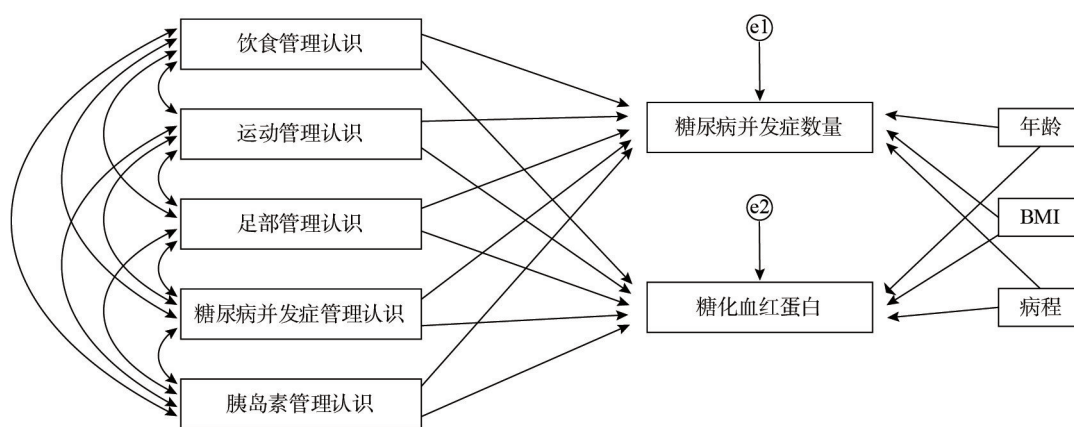 饮食管理认识
运动管理认识
足部管理认识
糖尿病并发症管理认识
胰岛素管理认识
e1
糖尿病并发症数量
e2
糖化血红蛋白
年龄
BMI
病程